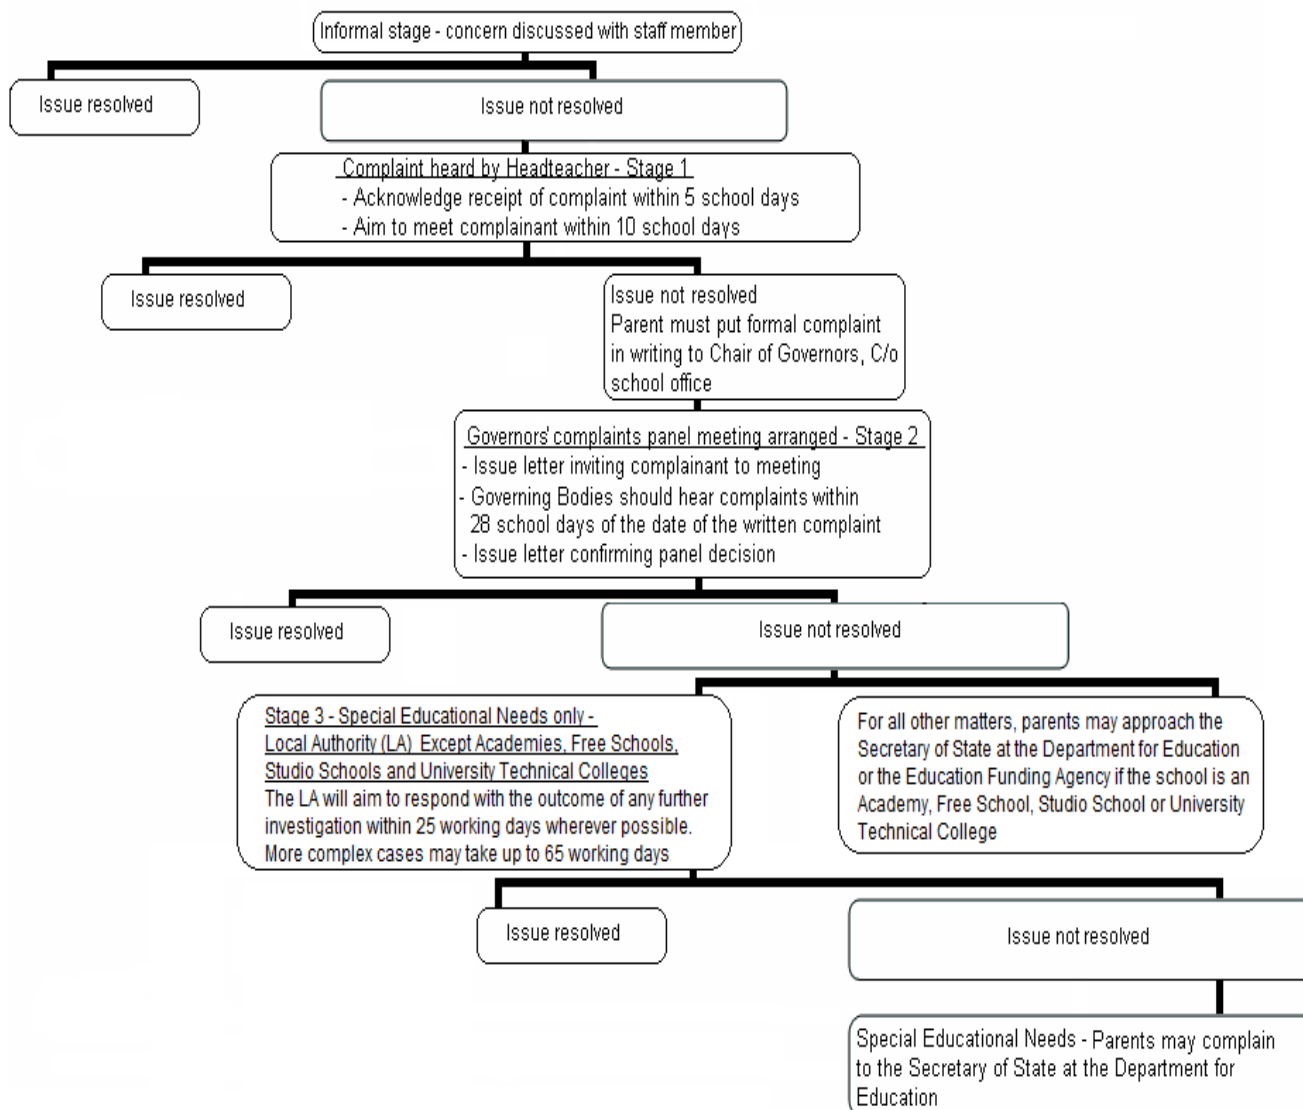 Informal stage - concern discussed with staff member
Issue resolved
Issue not resolved
Complaint heard by Headteacher - Stage 1
- Acknowledge receipt of complaint within 5 school days
- Aim to meet complainant within 10 school days
Issue resolved
Issue not resolved
Parent must put formal complaint
in writing to Chair of Governors, C/o
school office
Governors' complaints panel meeting arranged - Stage 2
- Issue letter inviting complainant to meeting
- Governing Bodies should hear complaints within
28 school days of the date of the written complaint
- Issue letter confirming panel decision
Issue resolved
Issue not resolved
Stage 3 - Special Educational Needs only -
Local Authority (LA) Except Academies, Free Schools,
Studio Schools and University Technical Colleges
The LA will aim to respond with the outcome of any further
investigation within 25 working days wherever possible.
More complex cases may take up to 65 working days
For all other matters, parents may approach the
Secretary of State at the Department for Education
or the Education Funding Agency if the school is an
Academy, Free School, Studio School or University
Technical College
Issue resolved
Issue not resolved
Special Educational Needs - Parents may complain
to the Secretary of State at the Department for
Education